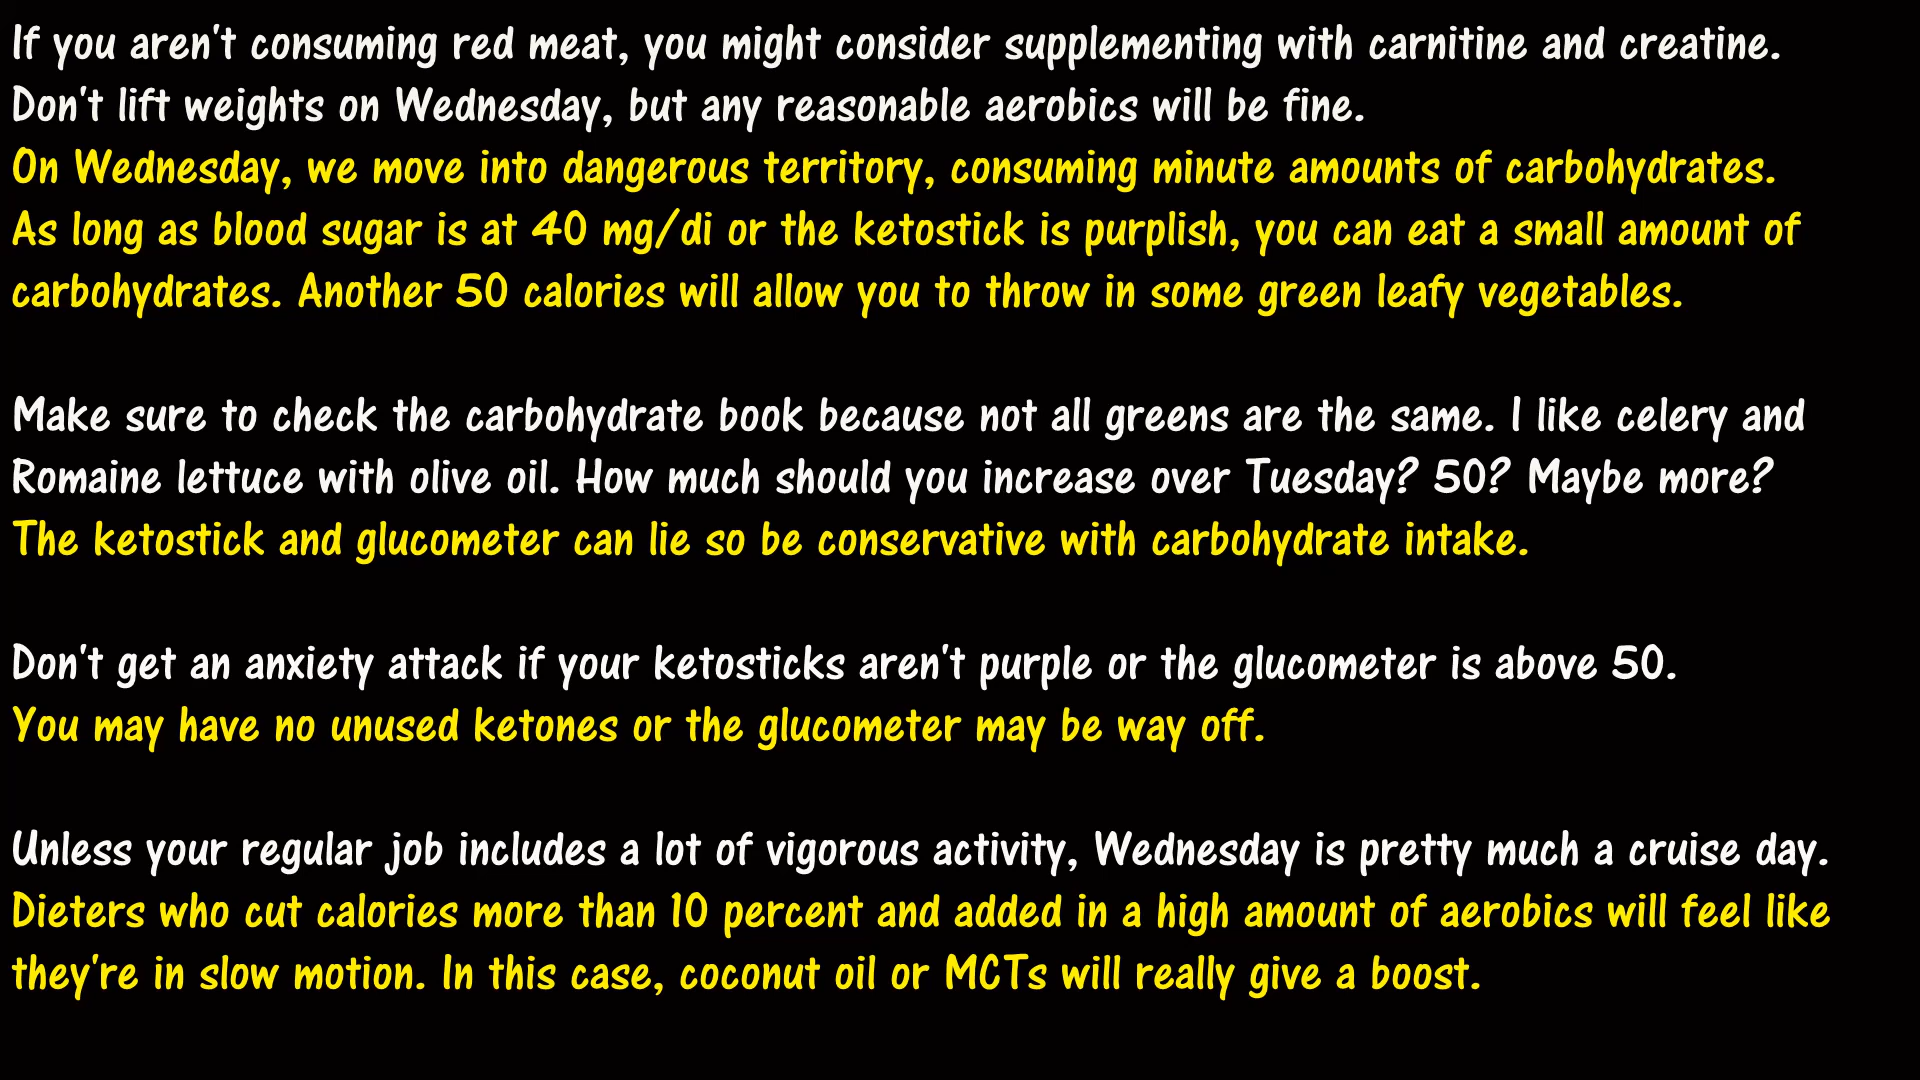 If you aren't consuming red meat, you might consider supplementing with carnitine and creatine.
Don't lift weights on Wednesday, but any reasonable aerobics will be fine.
On Wednesday, we move into dangerous territory, consuming minute amounts of carbohydrates.
As long as blood sugar is at 40 mg/di or the ketostick is purplish, you can eat a small amount of
carbohydrates. Another 50 calories will allow you to throw in some green leafy vegetables.
Make sure to check the carbohydrate book because not all greens are the same. I like celery and
Romaine lettuce with olive oil. How much should you increase over Tuesday? 50? Maybe more?
The ketostick and glucometer can lie so be conservative with carbohydrate intake.
Don't get an anxiety attack if your ketosticks aren't purple or the glucometer is above 50.
You may have no unused ketones or the glucometer may be way off.
Unless your regular job includes a lot of vigorous activity, Wednesday is pretty much a cruise day.
Dieters who cut calories more than 10 percent and added in a high amount of aerobics will feel like
they're in slow motion. In this case, coconut oil or MCTs will really give a boost.